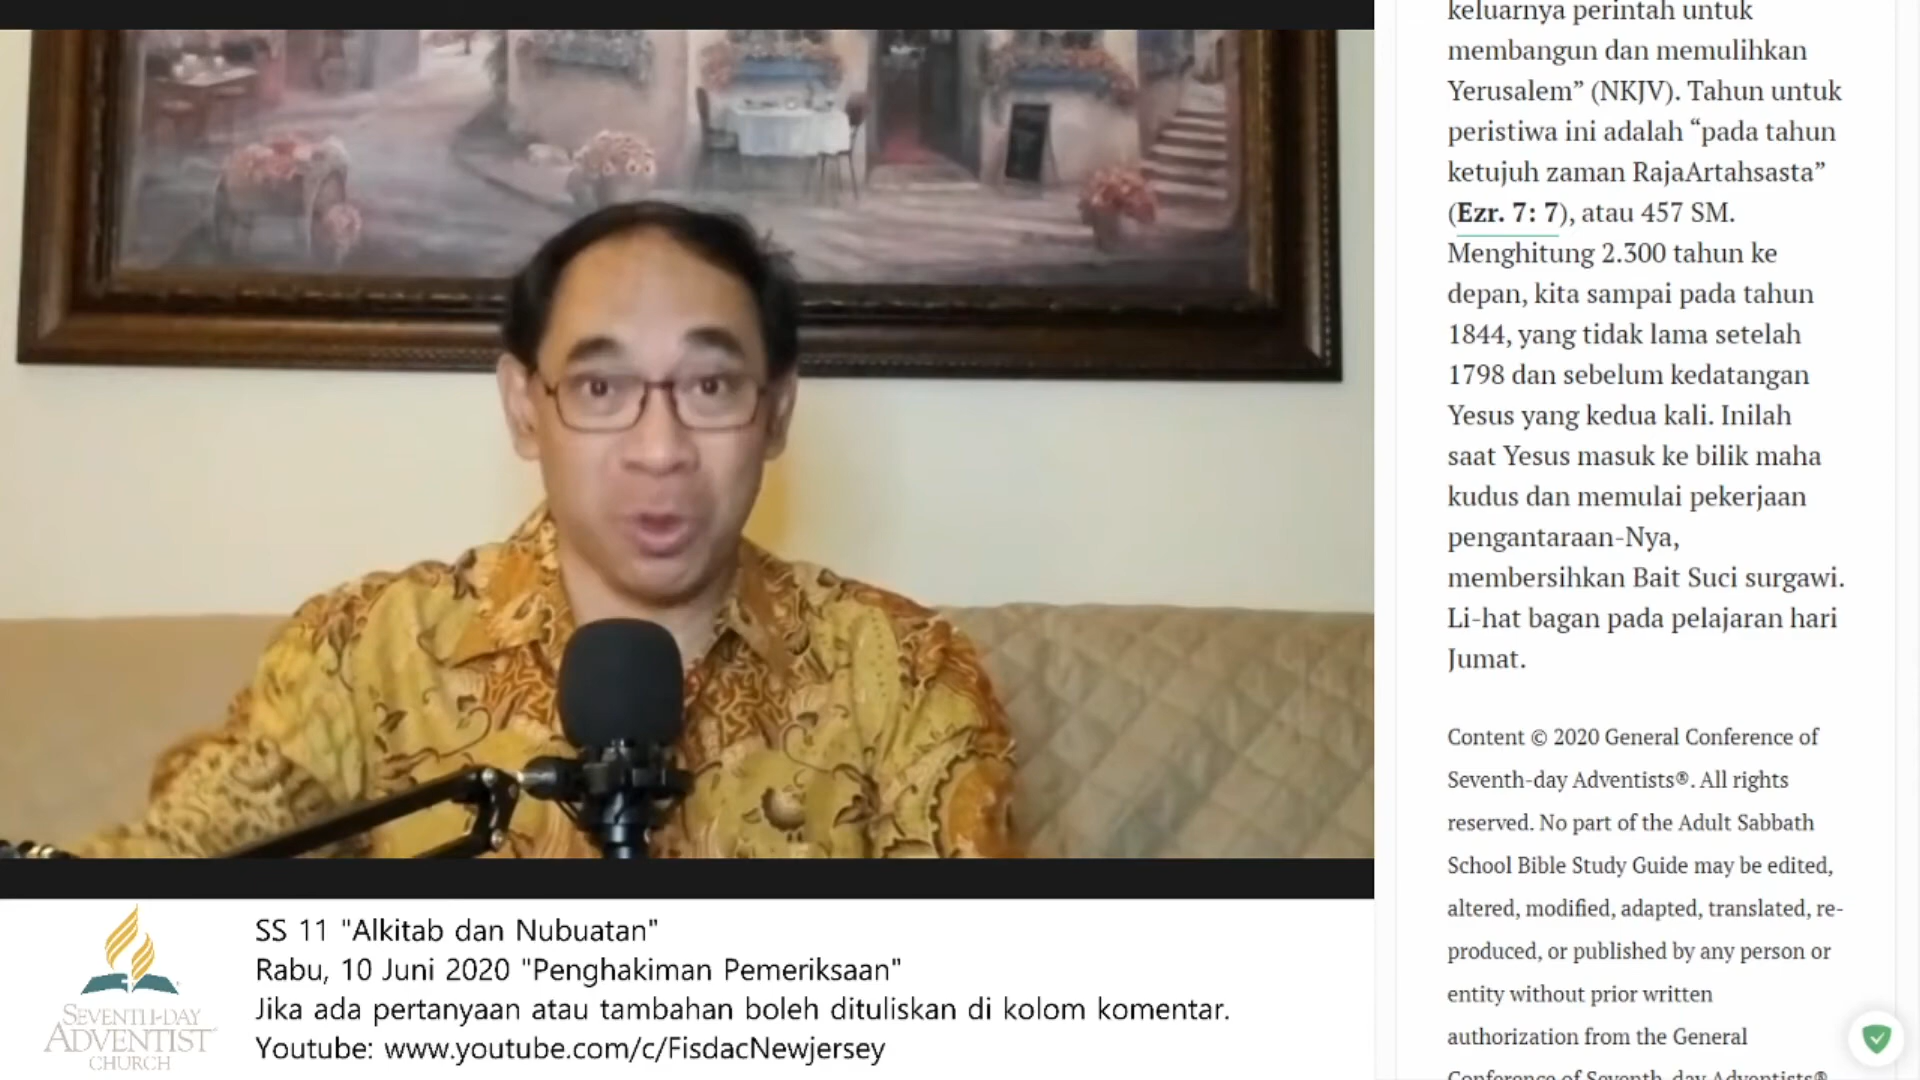 keluarnya perintah untuk
membangun dan memulihkan
Yerusalem” (NKJV). Tahun untuk
peristiwa ini adalah “pada tahun
ketujuh zaman RajaArtahsasta”
(Ezr. 7: 7), atau 457 SM.
Menghitung 2.300 tahun ke
depan, kita sampai pada tahun
1844, yang tidak lama setelah
1798 dan sebelum kedatangan
Yesus yang kedua kali. Inilah
saat Yesus masuk ke bilik maha
kudus dan memulai pekerjaan
pengantaraan-Nya,
membersihkan Bait Suci surgawi.
Li-hat bagan pada pelajaran hari
Jumat.
Content © 2020 General Conference of
Seventh-day Adventists®. All rights
reserved. No part of the Adult Sabbath
School Bible Study Guide may be edited,
altered, modified, adapted, translated, re-
produced, or published by any person or
entity without prior written
authorization from the General
Conference of Seventh-day Adventists®
SS 11 "Alkitab dan Nubuatan"
Rabu, 10 Juni 2020 "Penghakiman Pemeriksaan"
Jika ada pertanyaan atau tambahan boleh dituliskan di kolom komentar.
Youtube: www.youtube.com/c/FisdacNewjersey
SEVENTH-DAY
ADVENTIST
CHURCH